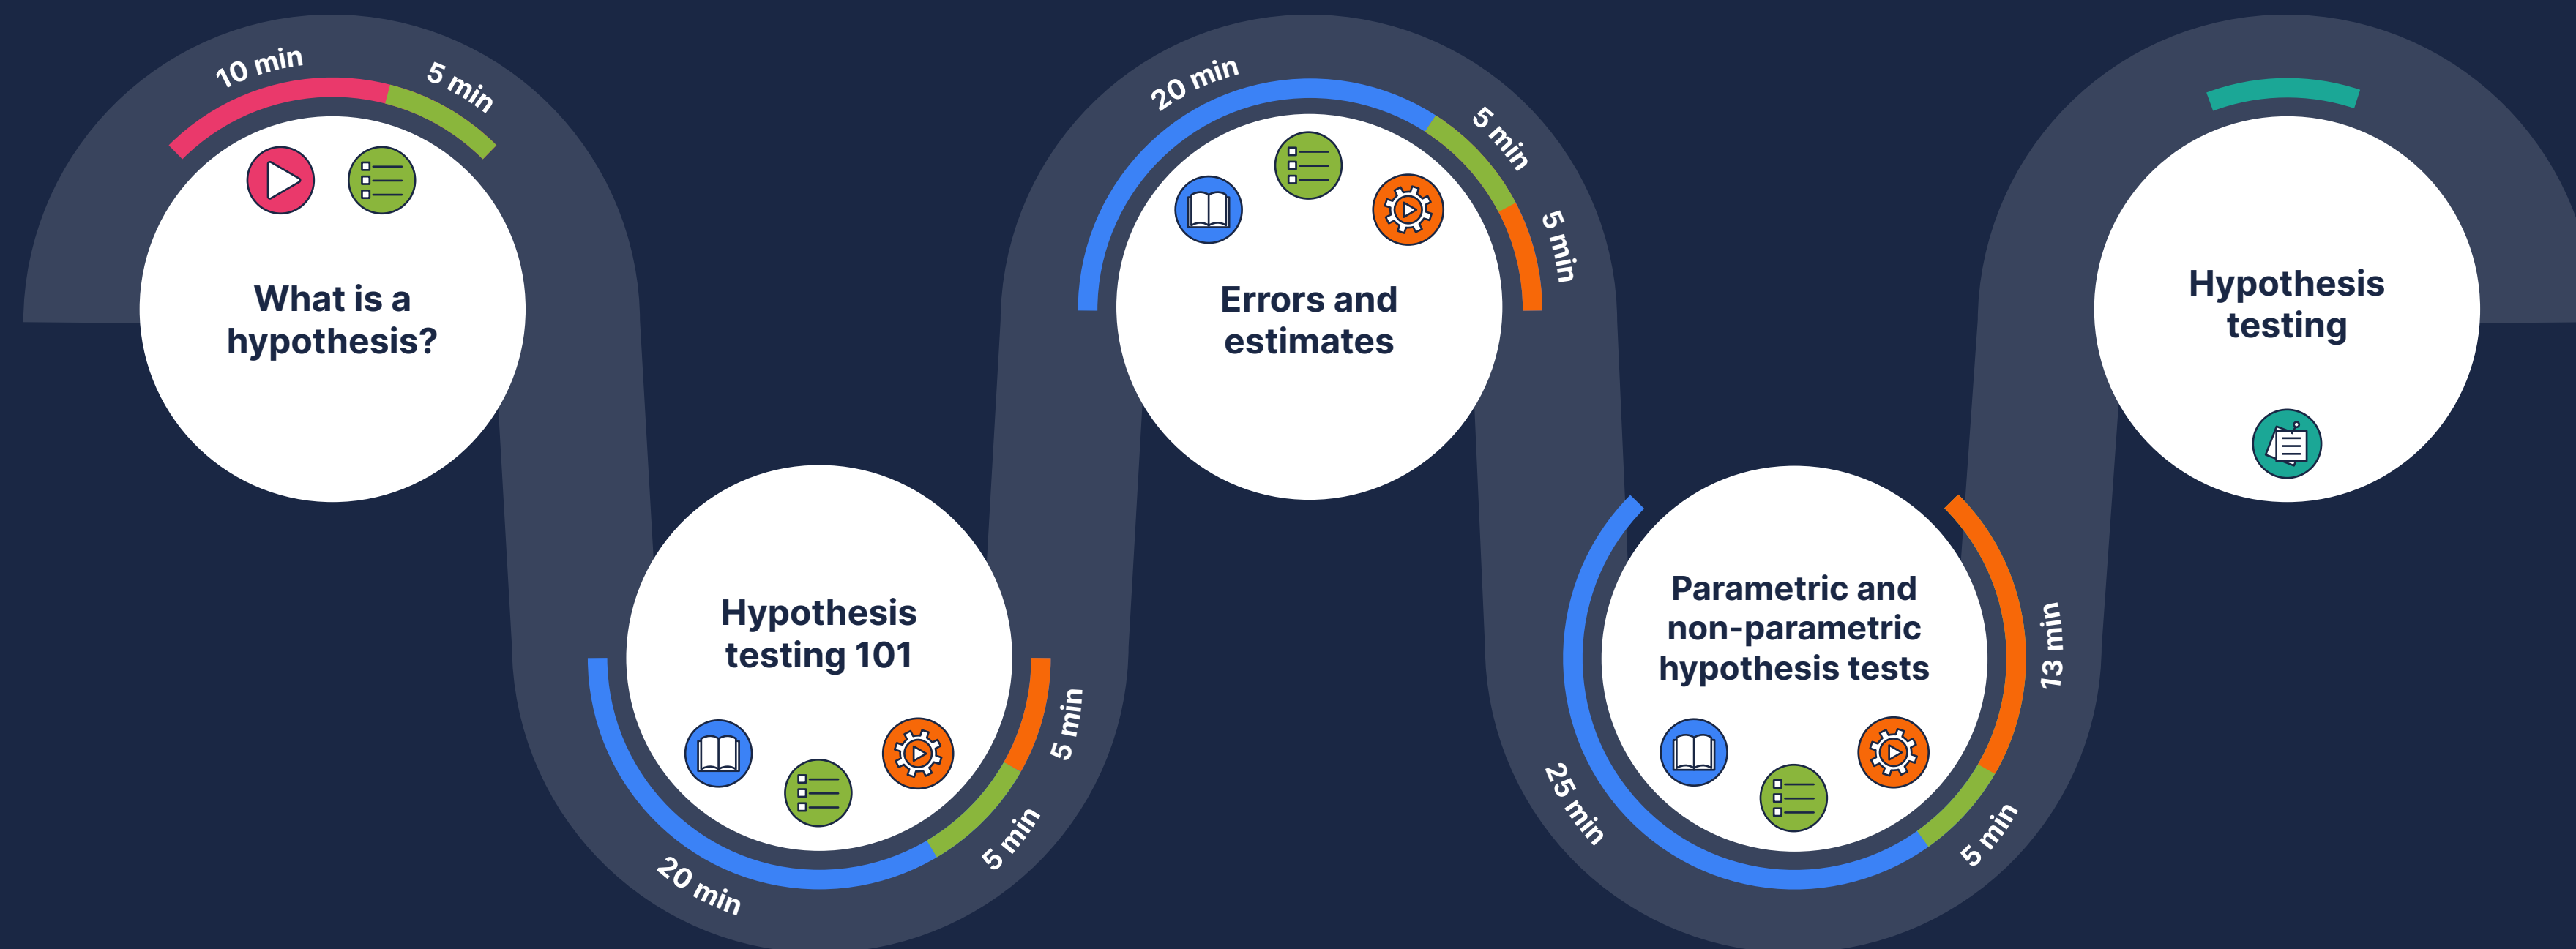 10 min
5 min
What is a
hypothesis?
Hypothesis
testing 101
20 min
5 min
5 min
20 min
5 min
5 min
Errors and
estimates
Parametric and
non-parametric
hypothesis tests
25 min
5 min
13 min
Hypothesis
testing